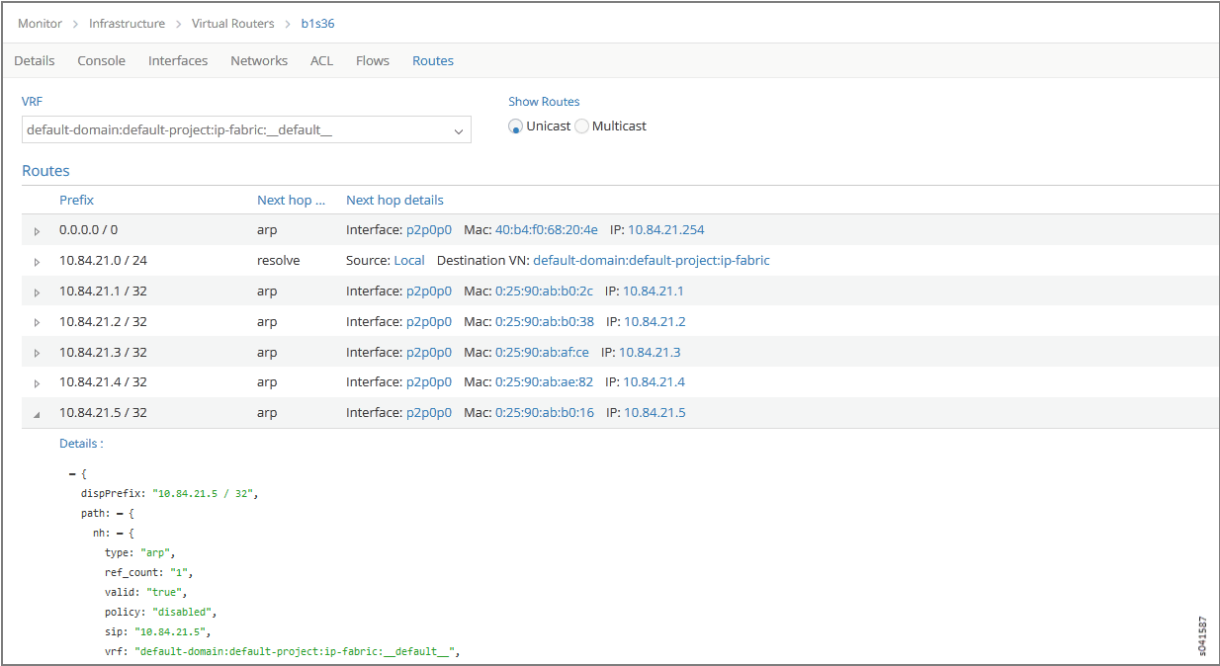 Monitor > Infrastructure > Virtual Routers > b1s36
Details Console Interfaces Networks ACL Flows Routes
VRF Show Routes
default-domain:default-project:ip-fabric:__default__ Unicast Multicast
Routes
Prefix Next hop ... Next hop details
0.0.0.0 / 0 arp Interface: p2p0p0 Mac: 40:b4:f0:68:20:4e IP: 10.84.21.254
10.84.21.0 / 24 resolve Source: Local Destination VN: default-domain:default-project:ip-fabric
10.84.21.1 / 32 arp Interface: p2p0p0 Mac: 0:25:90:ab:b0:2c IP: 10.84.21.1
10.84.21.2 / 32 arp Interface: p2p0p0 Mac: 0:25:90:ab:b0:38 IP: 10.84.21.2
10.84.21.3 / 32 arp Interface: p2p0p0 Mac: 0:25:90:ab:af:ce IP: 10.84.21.3
10.84.21.4 / 32 arp Interface: p2p0p0 Mac: 0:25:90:ab:ae:82 IP: 10.84.21.4
10.84.21.5 / 32 arp Interface: p2p0p0 Mac: 0:25:90:ab:b0:16 IP: 10.84.21.5
Details :
– {
dispPrefix: "10.84.21.5 / 32",
path: – {
nh: – {
type: "arp",
ref_count: "1",
valid: "true",
policy: "disabled",
sip: "10.84.21.5",
vrf: "default-domain:default-project:ip-fabric:__default__",
s041587